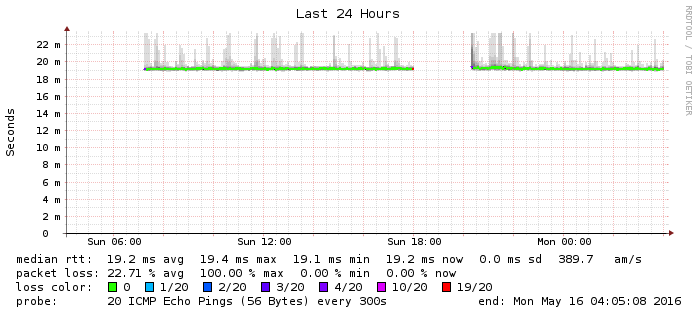 Last 24 Hours
RRDTOOL / TOBI OETIKER
Seconds
22 m
20 m
18 m
16 m
14 m
12 m
10 m
8 m
6 m
4 m
2 m
0
Sun 06:00 Sun 12:00 Sun 18:00 Mon 00:00
median rtt: 19.2 ms avg 19.4 ms max 19.1 ms min 19.2 ms now 0.0 ms sd 389.7 am/s
packet loss: 22.71 % avg 100.00 % max 0.00 % min 0.00 % now
loss color: 0 1/20 2/20 3/20 4/20 10/20 19/20
probe: 20 ICMP Echo Pings (56 Bytes) every 300s end: Mon May 16 04:05:08 2016